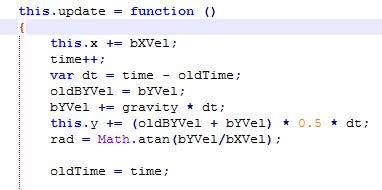 this.update = function ()
{
this.x += bXVel;
time++;
var dt = time - oldTime;
oldBYVel = bYVel;
bYVel += gravity * dt;
this.y += (oldBYVel + bYVel) * 0.5 * dt;
rad = Math.atan(bYVel/bXVel);
oldTime = time;